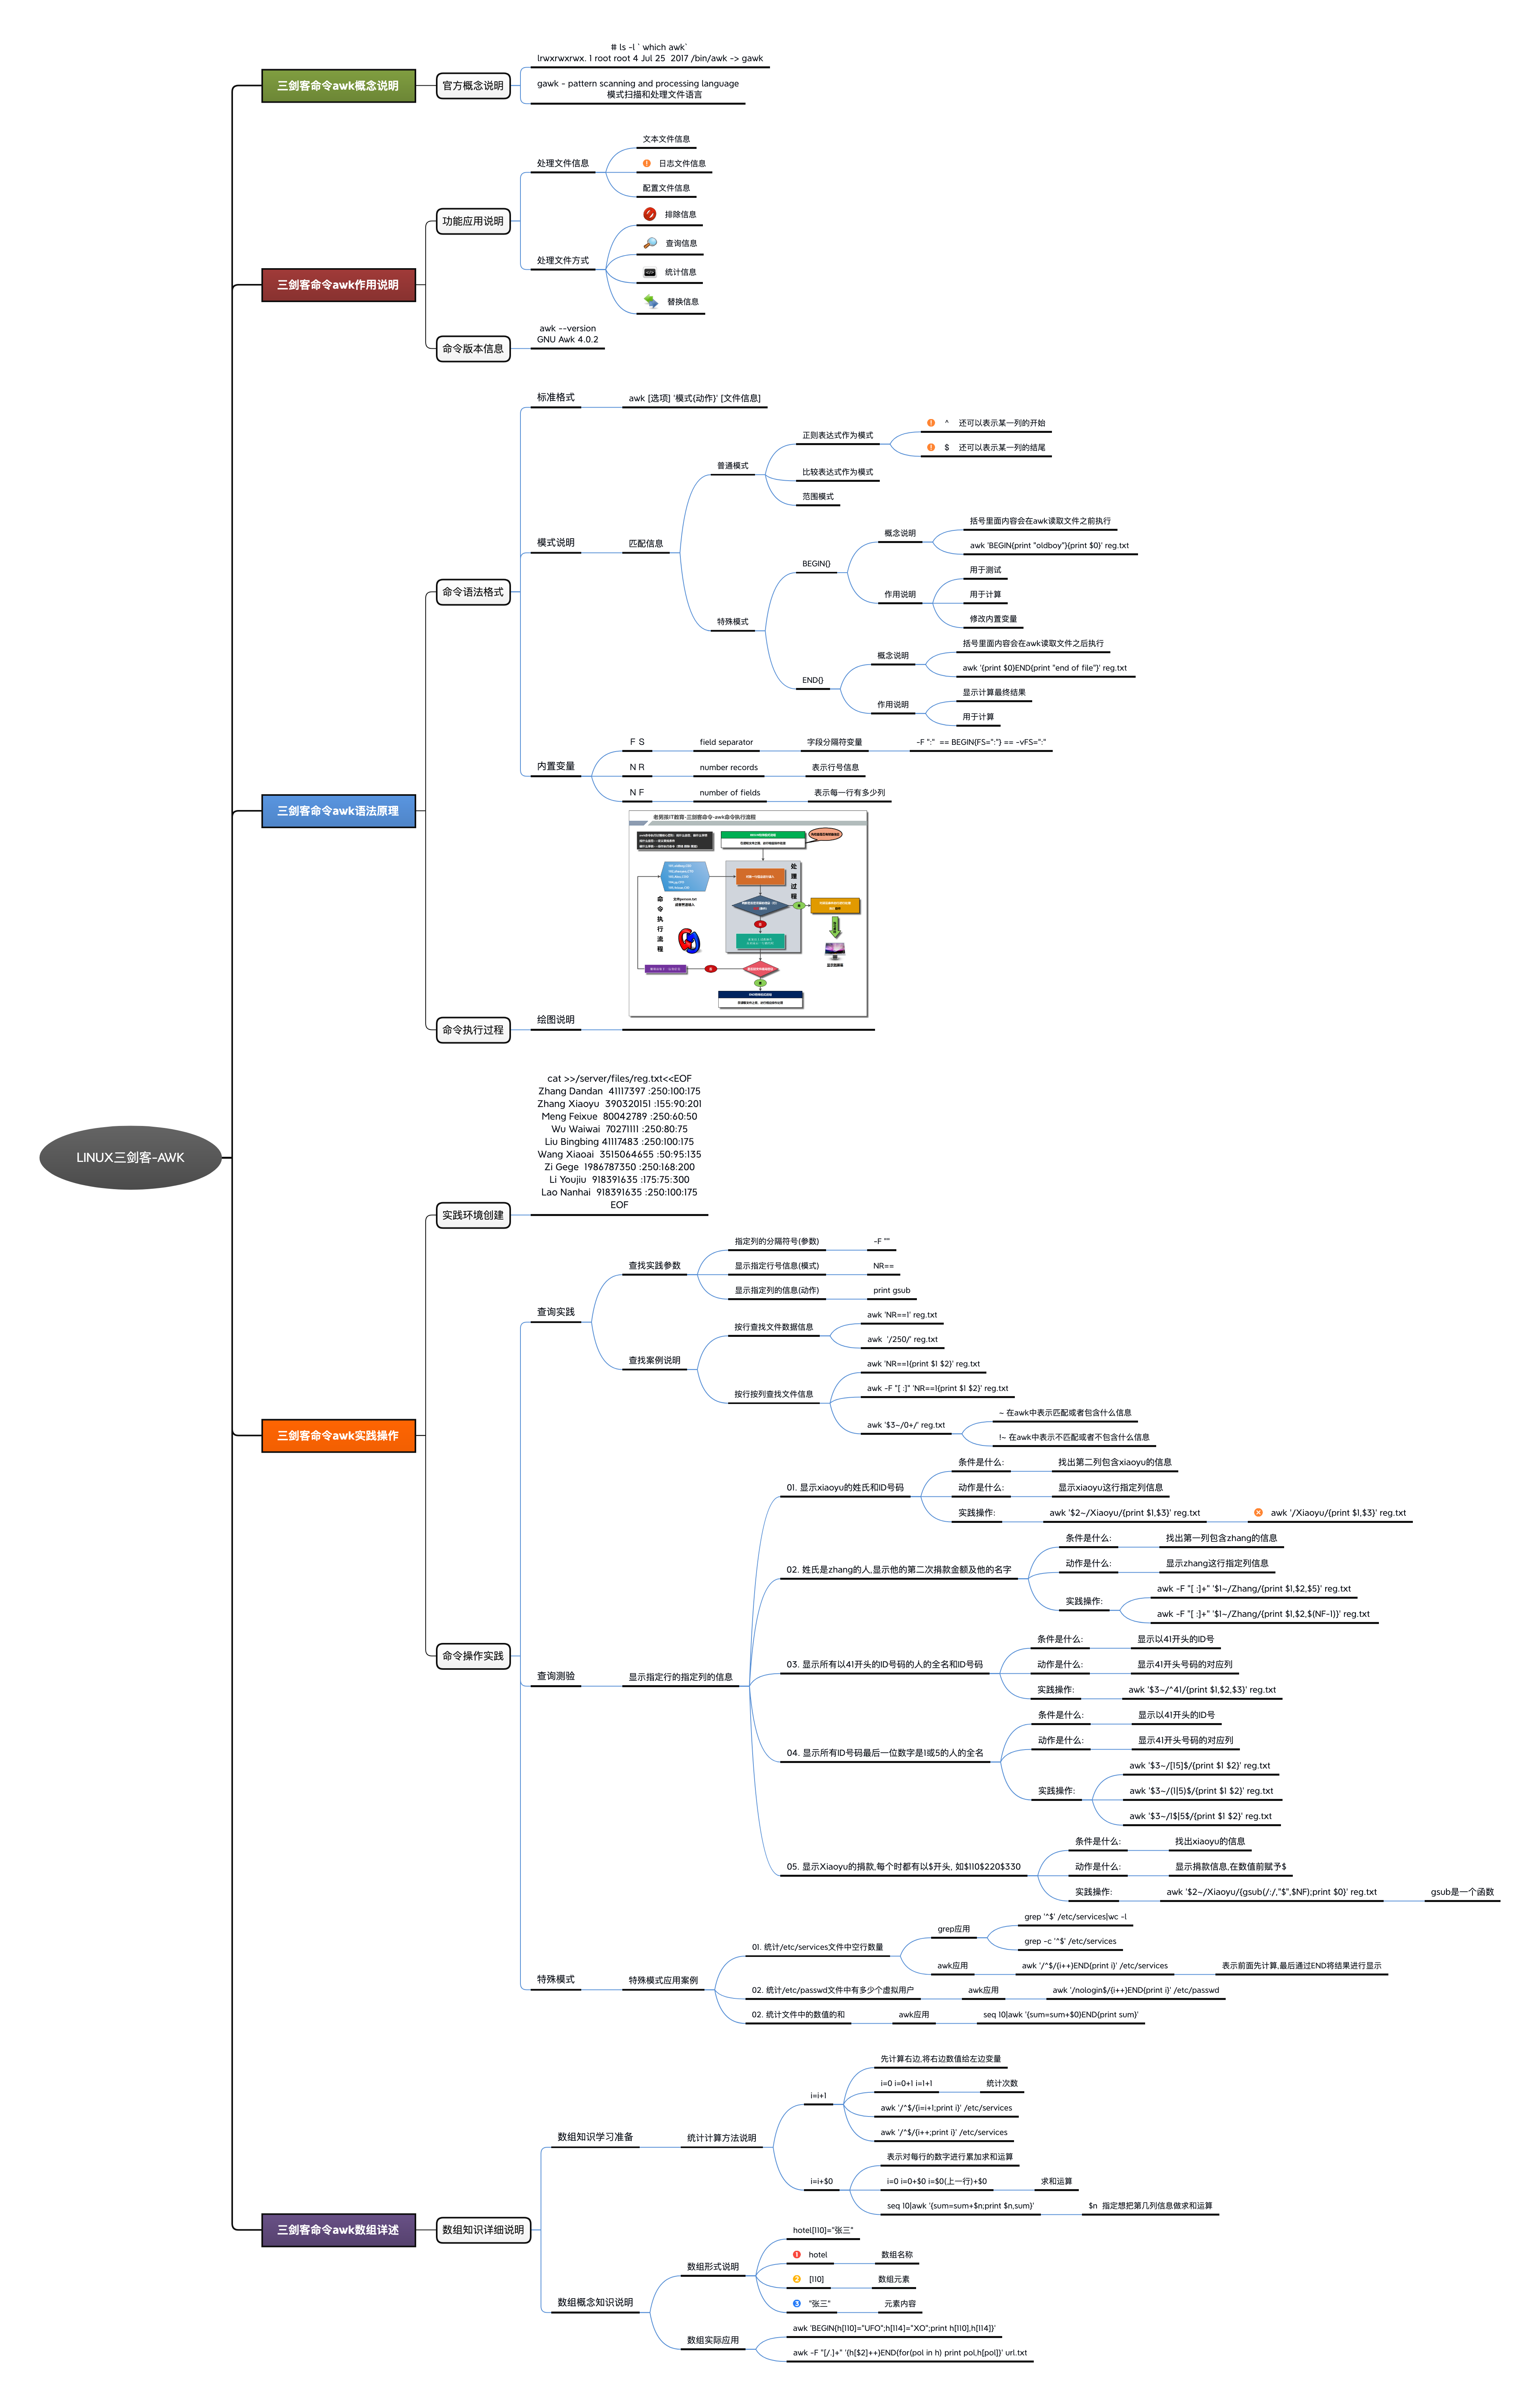 LINUX三剑客-AWK
三剑客命令awk概念说明
官方概念说明
# ls -l ` which awk`
lrwxrwxrwx. 1 root root 4 Jul 25  2017 /bin/awk -> gawk
gawk - pattern scanning and processing language
模式扫描和处理文件语言
三剑客命令awk作用说明
功能应用说明
处理文件信息
文本文件信息
日志文件信息
配置文件信息
处理文件方式
排除信息
查询信息
统计信息
替换信息
命令版本信息
awk --version
GNU Awk 4.0.2
三剑客命令awk语法原理
命令语法格式
标准格式
awk [选项] '模式{动作}' [文件信息]
模式说明
匹配信息
普通模式
正则表达式作为模式
^    还可以表示某一列的开始
$    还可以表示某一列的结尾
比较表达式作为模式
范围模式
特殊模式
BEGIN{}
概念说明
括号里面内容会在awk读取文件之前执行
awk 'BEGIN{print "oldboy"}{print $0}' reg.txt
作用说明
用于测试
用于计算
修改内置变量
END{}
概念说明
括号里面内容会在awk读取文件之后执行
awk '{print $0}END{print "end of file"}' reg.txt
作用说明
显示计算最终结果
用于计算
内置变量
F S
field separator
字段分隔符变量
-F ":"  == BEGIN{FS=":"} == -vFS=":"
N R
number records
表示行号信息
N F
number of fields
表示每一行有多少列
命令执行过程
绘图说明
老男孩IT教育-三剑客命令-awk命令执行流程
处理过程
命令执行流程
显示到屏幕
三剑客命令awk实践操作
实践环境创建
cat >>/server/files/reg.txt<<EOF
Zhang Dandan  41117397 :250:100:175
Zhang Xiaoyu  390320151 :155:90:201
Meng Feixue  80042789 :250:60:50
Wu Waiwai  70271111 :250:80:75
Liu Bingbing 41117483 :250:100:175
Wang Xiaoai  3515064655 :50:95:135
Zi Gege  1986787350 :250:168:200
Li Youjiu  918391635 :175:75:300
Lao Nanhai  918391635 :250:100:175
EOF
命令操作实践
查询实践
查找实践参数
指定列的分隔符号(参数)
-F ""
显示指定行号信息(模式)
NR==
显示指定列的信息(动作)
print gsub
查找案例说明
按行查找文件数据信息
awk 'NR==1' reg.txt
awk  '/250/' reg.txt
按行按列查找文件信息
awk 'NR==1{print $1 $2}' reg.txt
awk -F "[ :]" 'NR==1{print $1 $2}' reg.txt
awk '$3~/0+/' reg.txt
~ 在awk中表示匹配或者包含什么信息
!~ 在awk中表示不匹配或者不包含什么信息
查询测验
显示指定行的指定列的信息
01. 显示xiaoyu的姓氏和ID号码
条件是什么:
找出第二列包含xiaoyu的信息
动作是什么:
显示xiaoyu这行指定列信息
实践操作:
awk '$2~/Xiaoyu/{print $1,$3}' reg.txt
awk '/Xiaoyu/{print $1,$3}' reg.txt
02. 姓氏是zhang的人,显示他的第二次捐款金额及他的名字
条件是什么:
找出第一列包含zhang的信息
动作是什么:
显示zhang这行指定列信息
实践操作:
awk -F "[ :]+" '$1~/Zhang/{print $1,$2,$5}' reg.txt
awk -F "[ :]+" '$1~/Zhang/{print $1,$2,$(NF-1)}' reg.txt
03. 显示所有以41开头的ID号码的人的全名和ID号码
条件是什么:
显示以41开头的ID号
动作是什么:
显示41开头号码的对应列
实践操作:
awk '$3~/^41/{print $1,$2,$3}' reg.txt
04. 显示所有ID号码最后一位数字是1或5的人的全名
条件是什么:
显示以41开头的ID号
动作是什么:
显示41开头号码的对应列
实践操作:
awk '$3~/[15]$/{print $1 $2}' reg.txt
awk '$3~/(1|5)$/{print $1 $2}' reg.txt
awk '$3~/1$|5$/{print $1 $2}' reg.txt
05. 显示Xiaoyu的捐款,每个时都有以$开头, 如$110$220$330
条件是什么:
找出xiaoyu的信息
动作是什么:
显示捐款信息,在数值前赋予$
实践操作:
awk '$2~/Xiaoyu/{gsub(/:/,"$",$NF);print $0}' reg.txt
gsub是一个函数
特殊模式
特殊模式应用案例
01. 统计/etc/services文件中空行数量
grep应用
grep '^$' /etc/services|wc -l
grep -c '^$' /etc/services
awk应用
awk '/^$/{i++}END{print i}' /etc/services
表示前面先计算,最后通过END将结果进行显示
02. 统计/etc/passwd文件中有多少个虚拟用户
awk应用
awk '/nologin$/{i++}END{print i}' /etc/passwd
02. 统计文件中的数值的和
awk应用
seq 10|awk '{sum=sum+$0}END{print sum}'
三剑客命令awk数组详述
数组知识详细说明
数组知识学习准备
统计计算方法说明
i=i+1
先计算右边,将右边数值给左边变量
i=0 i=0+1 i=1+1
统计次数
awk '/^$/{i=i+1;print i}' /etc/services
awk '/^$/{i++;print i}' /etc/services
i=i+$0
表示对每行的数字进行累加求和运算
i=0 i=0+$0 i=$0(上一行)+$0
求和运算
seq 10|awk '{sum=sum+$n;print $n,sum}'
$n  指定想把第几列信息做求和运算
数组概念知识说明
数组形式说明
hotel[110]="张三"
1 hotel
数组名称
2 [110]
数组元素
3 "张三"
元素内容
数组实际应用
awk 'BEGIN{h[110]="UFO";h[114]="XO";print h[110],h[114]}'
awk -F "[/.]+" '{h[$2]++}END{for(pol in h) print pol,h[pol]}' url.txt